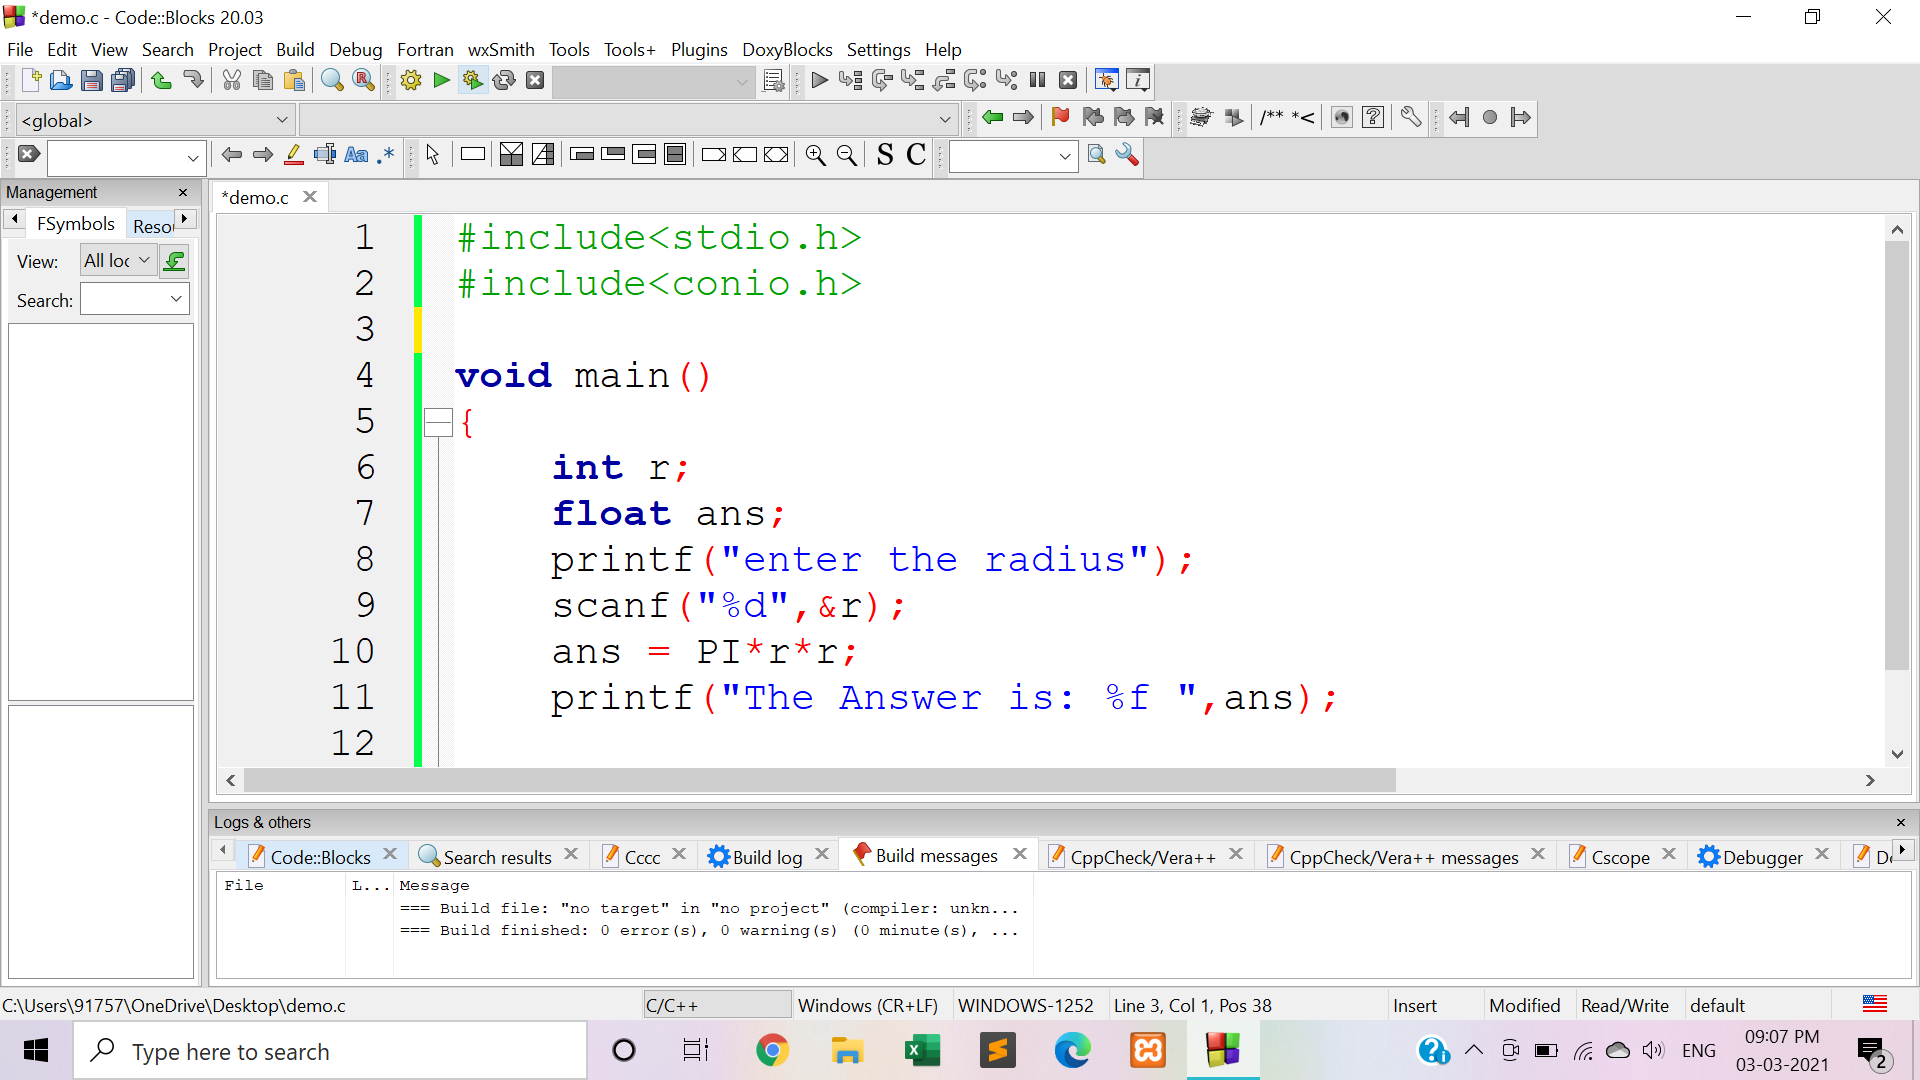 *demo.c - Code::Blocks 20.03
File Edit View Search Project Build Debug Fortran wxSmith Tools Tools+ Plugins DoxyBlocks Settings Help
<global>
/** *<
Aa .* S C
Management
*demo.c
FSymbols Reso
View: All loc
Search:
1 #include<stdio.h>
2 #include<conio.h>
3
4 void main()
5 {
6 int r;
7 float ans;
8 printf("enter the radius");
9 scanf("%d",&r);
10 ans = PI*r*r;
11 printf("The Answer is: %f ",ans);
12
Logs & others
Code::Blocks Search results Cccc Build log Build messages CppCheck/Vera++ CppCheck/Vera++ messages Cscope Debugger
File L... Message
=== Build file: "no target" in "no project" (compiler: unkn...
=== Build finished: 0 error(s), 0 warning(s) (0 minute(s), ...
C:\Users\91757\OneDrive\Desktop\demo.c C/C++ Windows (CR+LF) WINDOWS-1252 Line 3, Col 1, Pos 38 Insert Modified Read/Write default
Type here to search
ENG
09:07 PM
03-03-2021
2